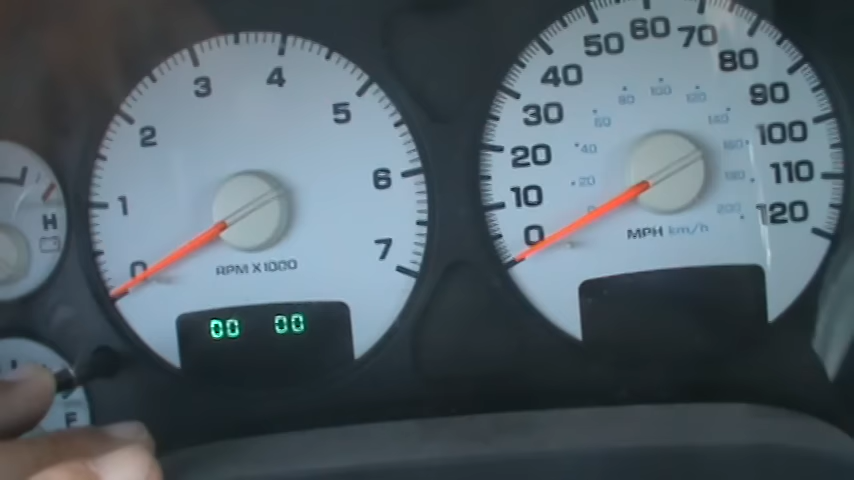 0 1 2 3 4 5 6 7
RPM X1000
00 00
0 10 20 30 40 50 60 70 80 90 100 110 120
20 40 60 80 100 120 140 160 180 200
MPH km/h
H
F